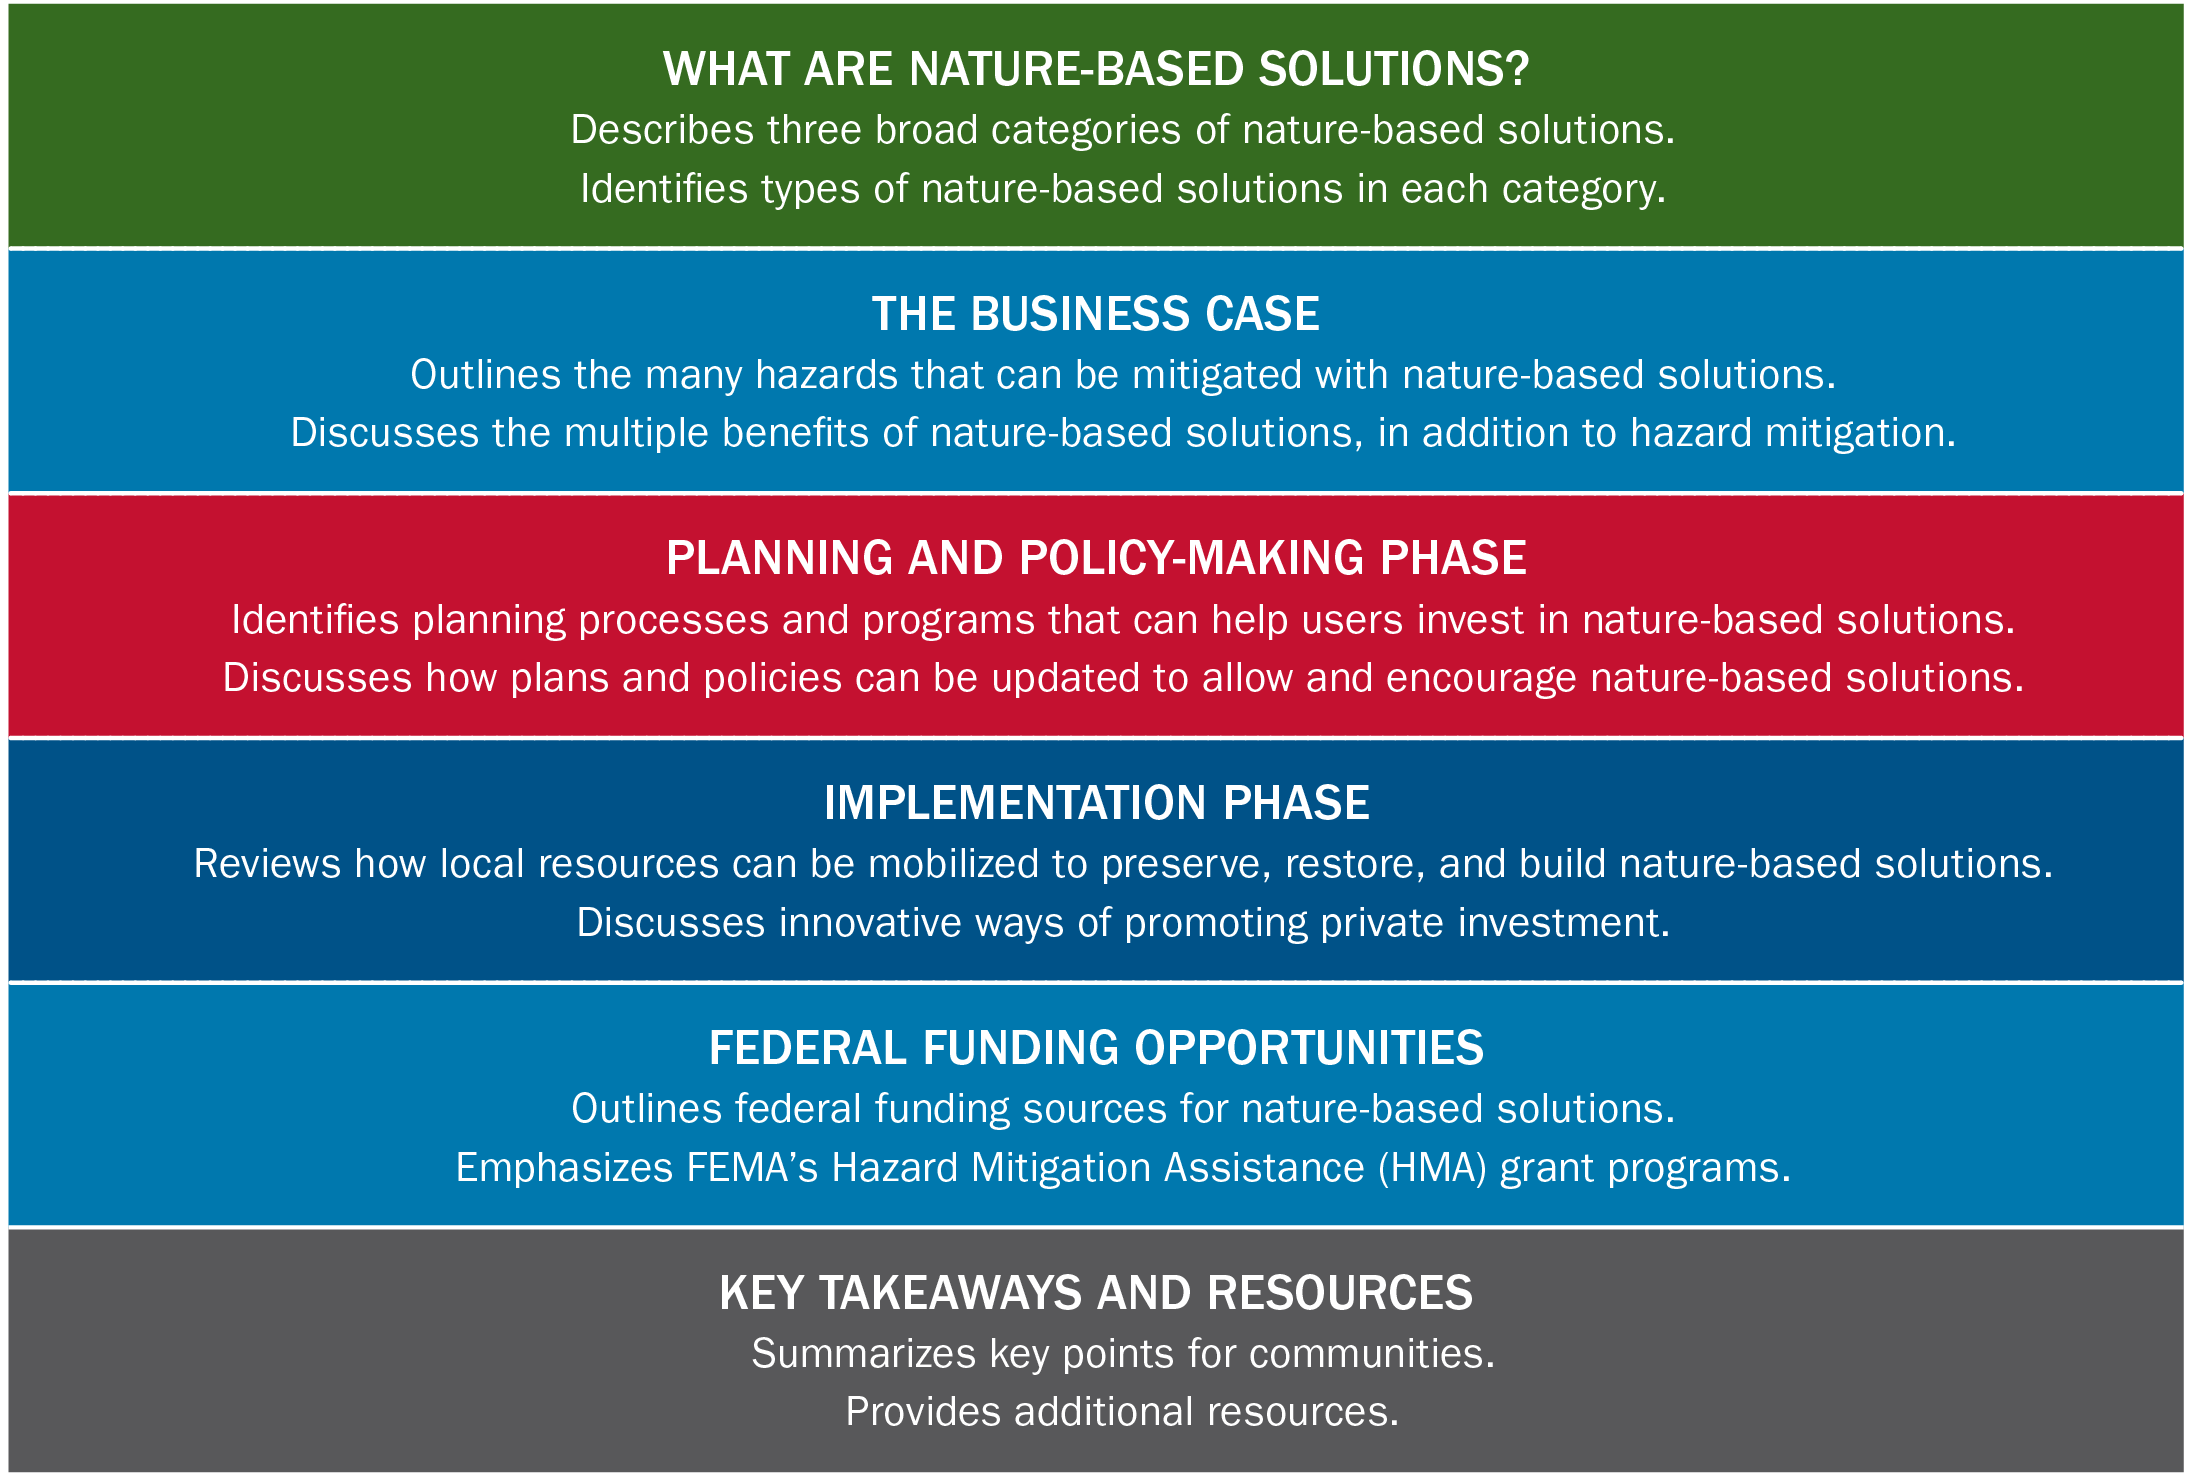 WHAT ARE NATURE-BASED SOLUTIONS?
Describes three broad categories of nature-based solutions.
Identifies types of nature-based solutions in each category.
THE BUSINESS CASE
Outlines the many hazards that can be mitigated with nature-based solutions.
Discusses the multiple benefits of nature-based solutions, in addition to hazard mitigation.
PLANNING AND POLICY-MAKING PHASE
Identifies planning processes and programs that can help users invest in nature-based solutions.
Discusses how plans and policies can be updated to allow and encourage nature-based solutions.
IMPLEMENTATION PHASE
Reviews how local resources can be mobilized to preserve, restore, and build nature-based solutions.
Discusses innovative ways of promoting private investment.
FEDERAL FUNDING OPPORTUNITIES
Outlines federal funding sources for nature-based solutions.
Emphasizes FEMA’s Hazard Mitigation Assistance (HMA) grant programs.
KEY TAKEAWAYS AND RESOURCES
Summarizes key points for communities.
Provides additional resources.